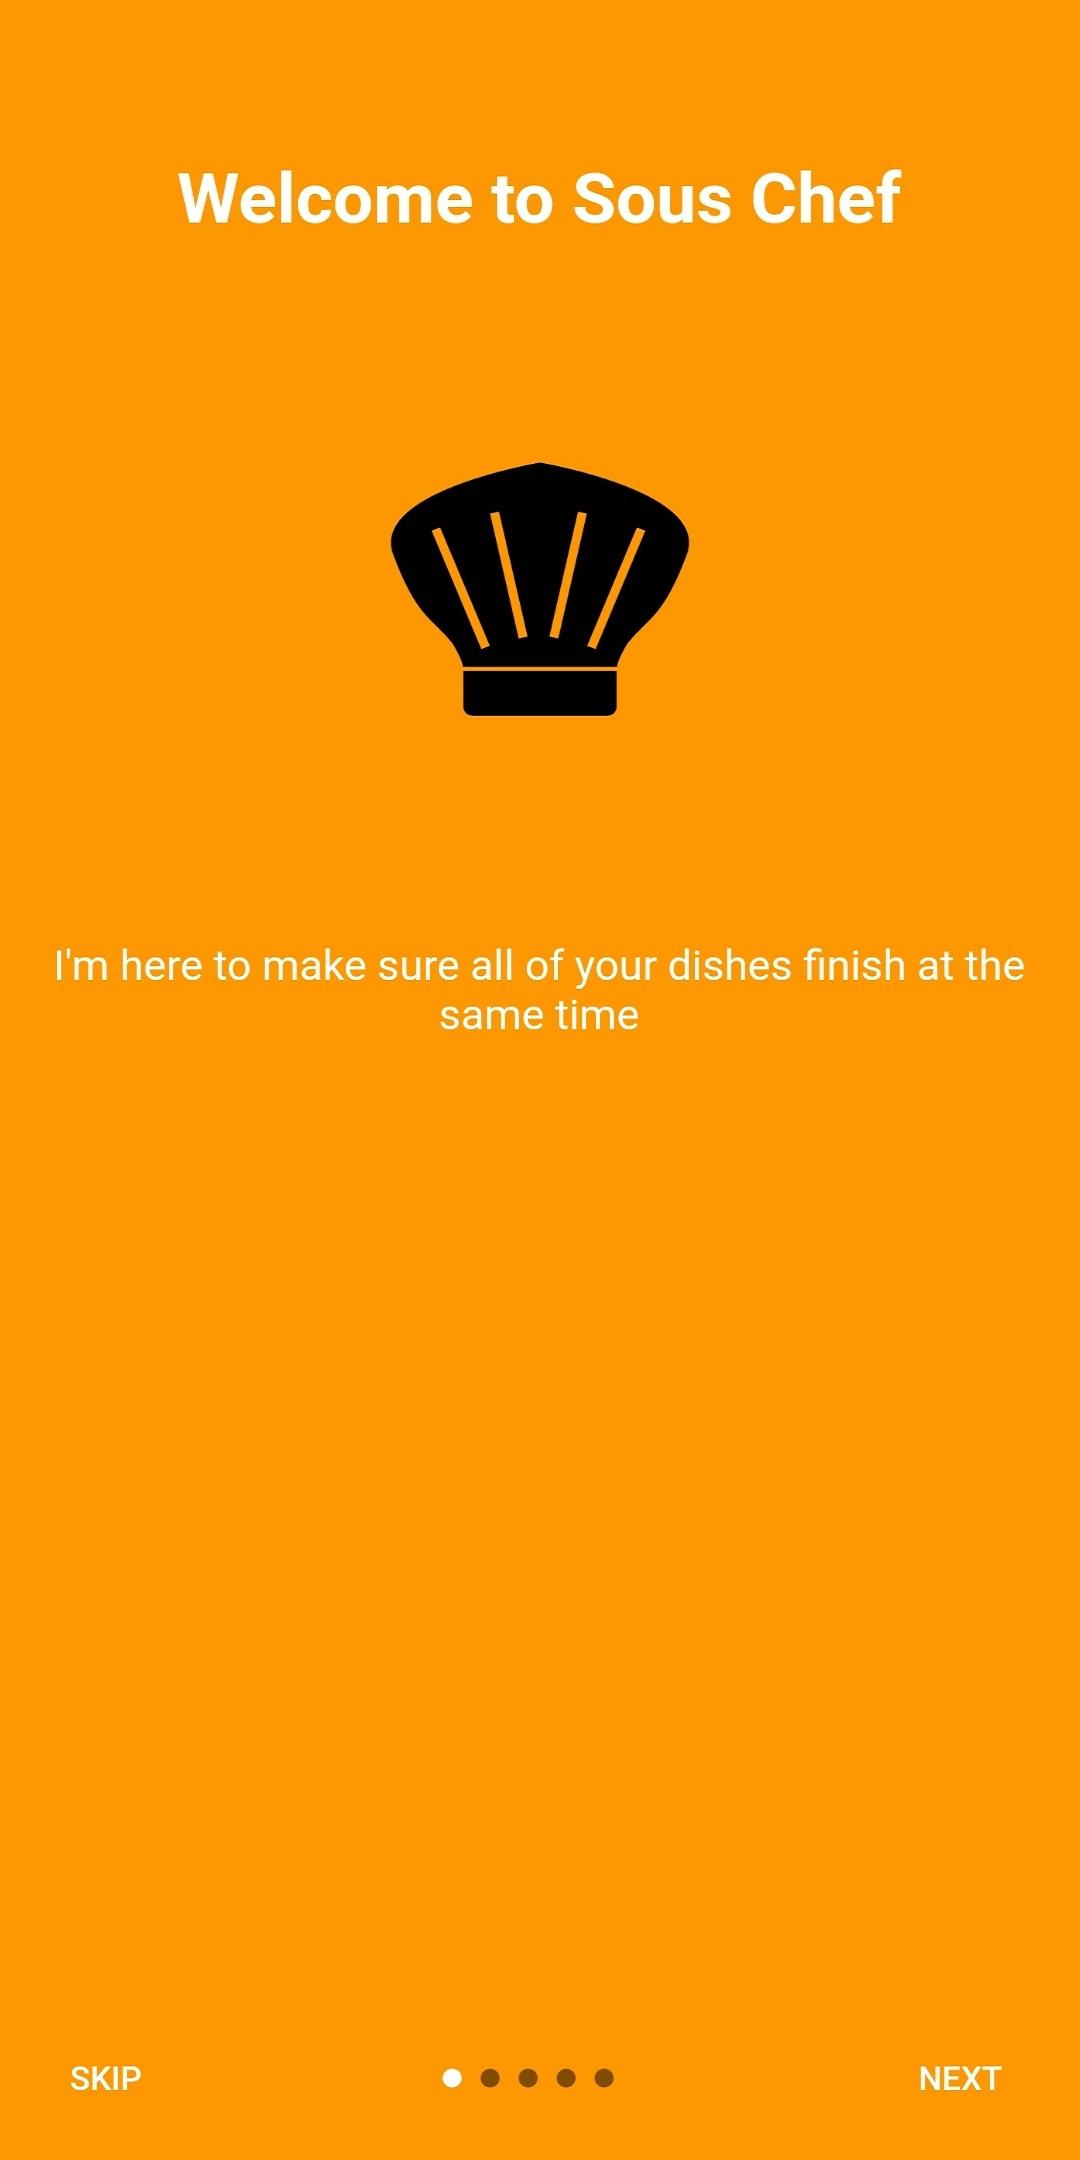 Welcome to Sous Chef
I'm here to make sure all of your dishes finish at the
same time
SKIP
NEXT